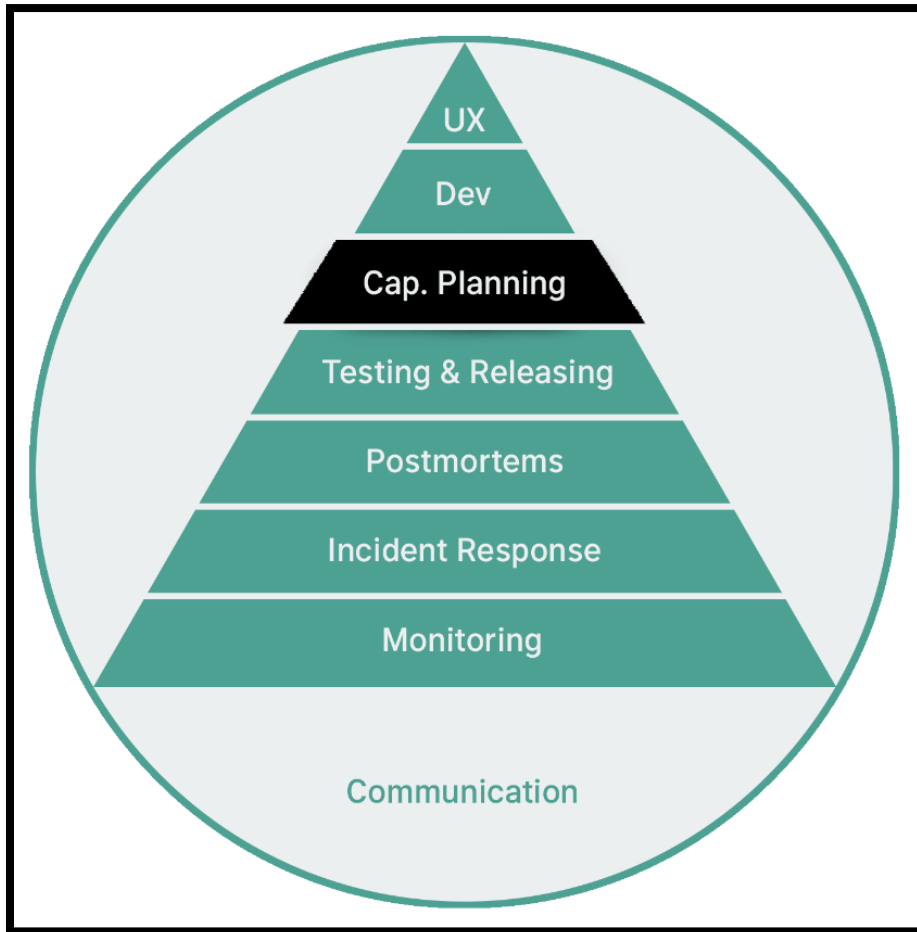 UX
Dev
Cap. Planning
Testing & Releasing
Postmortems
Incident Response
Monitoring
Communication